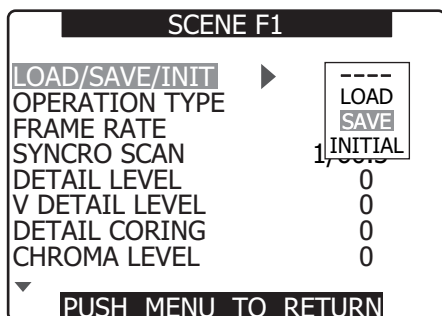 SCENE F1
LOAD/SAVE/INIT
----
LOAD
SAVE
INITIAL
OPERATION TYPE
FRAME RATE
SYNCRO SCAN
DETAIL LEVEL 0
V DETAIL LEVEL 0
DETAIL CORING 0
CHROMA LEVEL 0
PUSH MENU TO RETURN